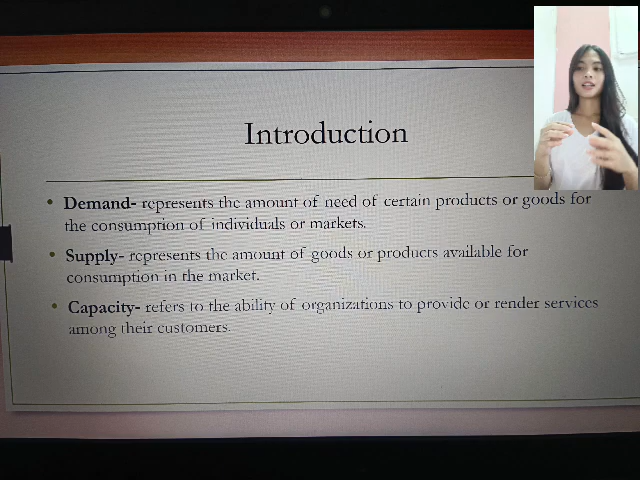 Introduction
• Demand- represents the amount of need of certain products or goods for
the consumption of individuals or markets.
• Supply- represents the amount of goods or products available for
consumption in the market.
• Capacity- refers to the ability of organizations to provide or render services
among their customers.